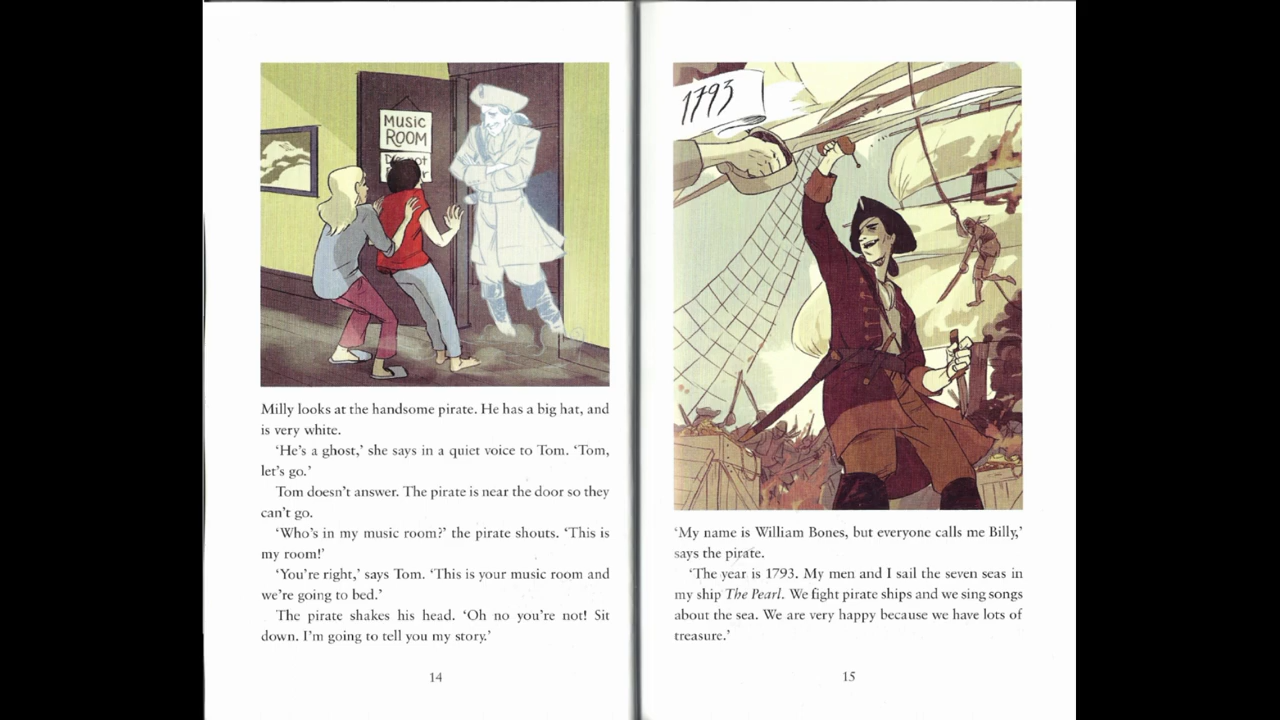 MUSIC
ROOM
not
Milly looks at the handsome pirate. He has a big hat, and
is very white.
‘He’s a ghost,’ she says in a quiet voice to Tom. ‘Tom,
let’s go.’
Tom doesn’t answer. The pirate is near the door so they
can’t go.
‘Who’s in my music room?’ the pirate shouts. ‘This is
my room!’
‘You’re right,’ says Tom. ‘This is your music room and
we’re going to bed.’
The pirate shakes his head. ‘Oh no you’re not! Sit
down. I’m going to tell you my story.’
14
1793
‘My name is William Bones, but everyone calls me Billy,’
says the pirate.
‘The year is 1793. My men and I sail the seven seas in
my ship The Pearl. We fight pirate ships and we sing songs
about the sea. We are very happy because we have lots of
treasure.’
15